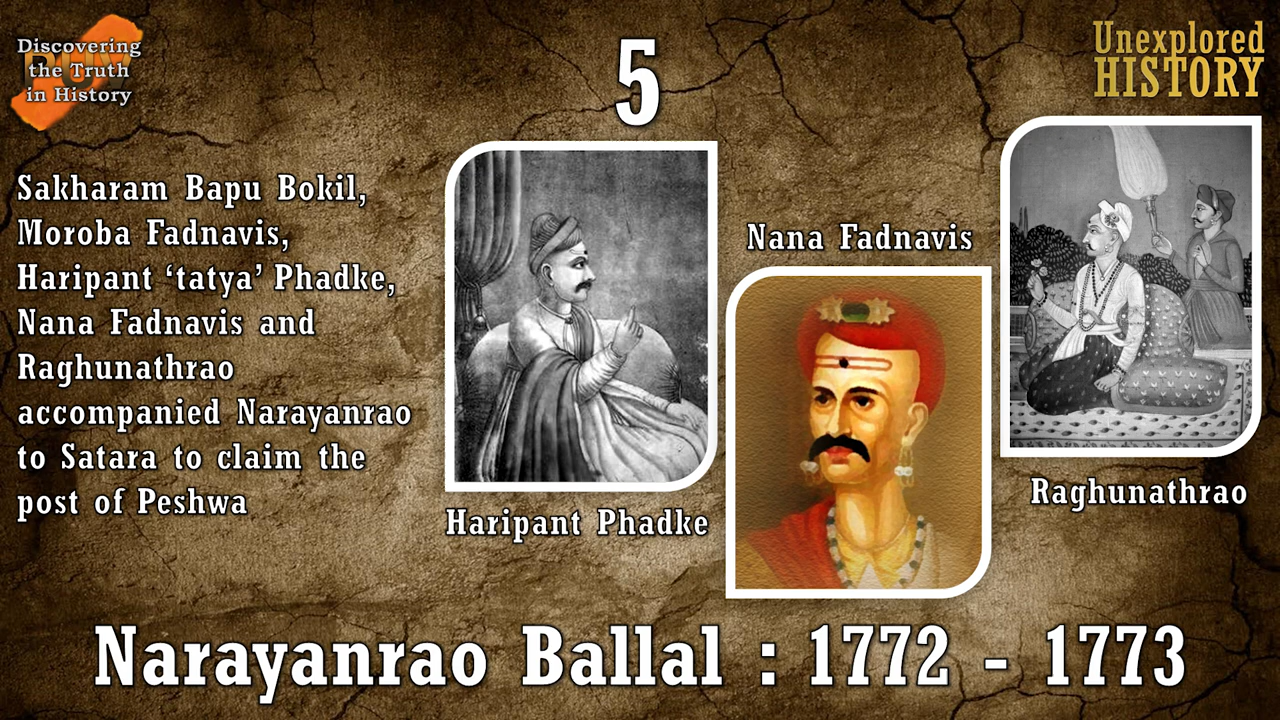 Discovering
the Truth
in History
5
Unexplored
HISTORY
Sakharam Bapu Bokil,
Moroba Fadnavis,
Haripant ‘tatya’ Phadke,
Nana Fadnavis and
Raghunathrao
accompanied Narayanrao
to Satara to claim the
post of Peshwa
Haripant Phadke
Nana Fadnavis
Raghunathrao
Narayanrao Ballal : 1772 - 1773